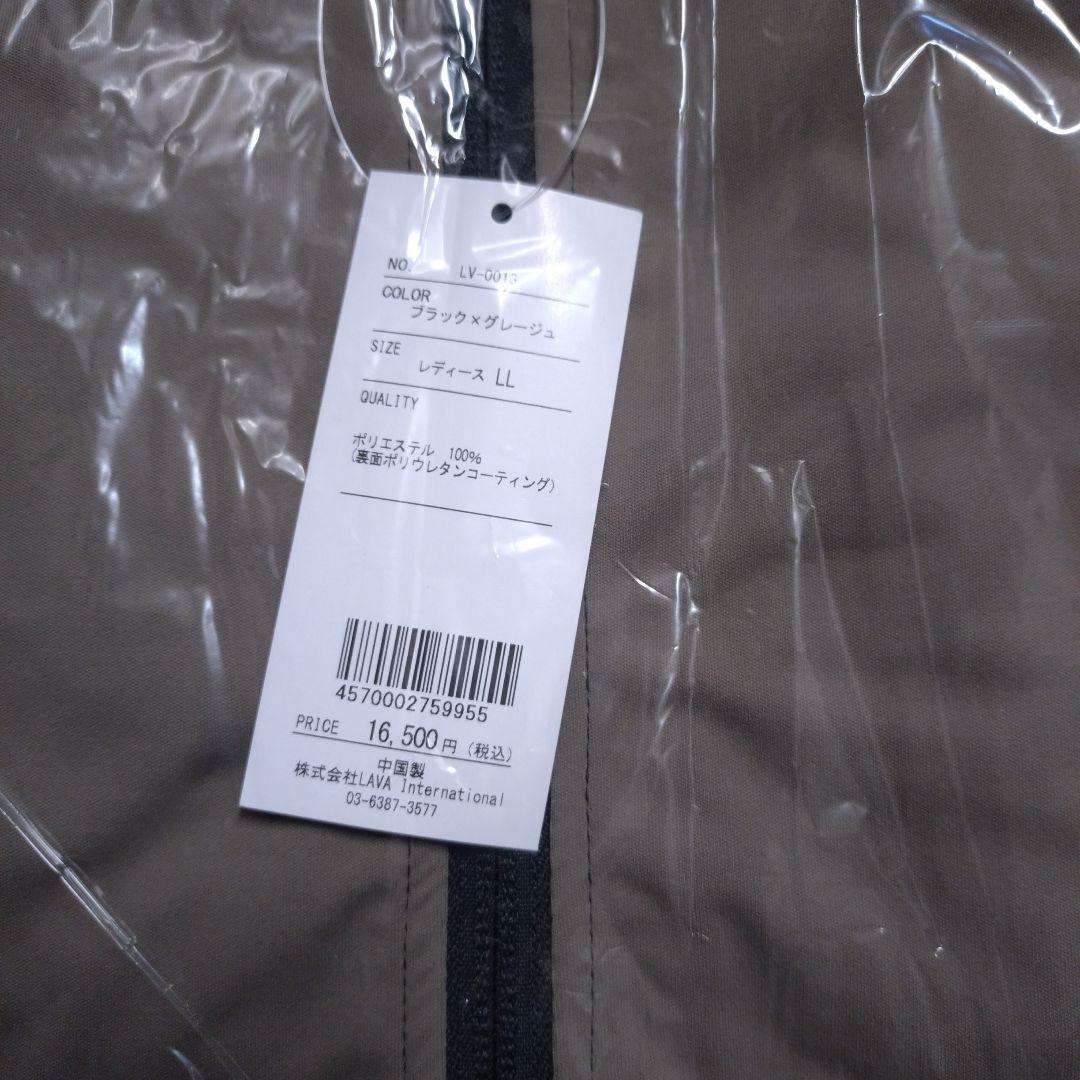 NO. LV-0013
COLOR
ブラック×グレージュ
SIZE
レディース LL
QUALITY
ポリエステル 100%
(裏面ポリウレタンコーティング)
4570002759955
PRICE 16,500円(税込)
中国製
株式会社LAVA International
03-6387-3577